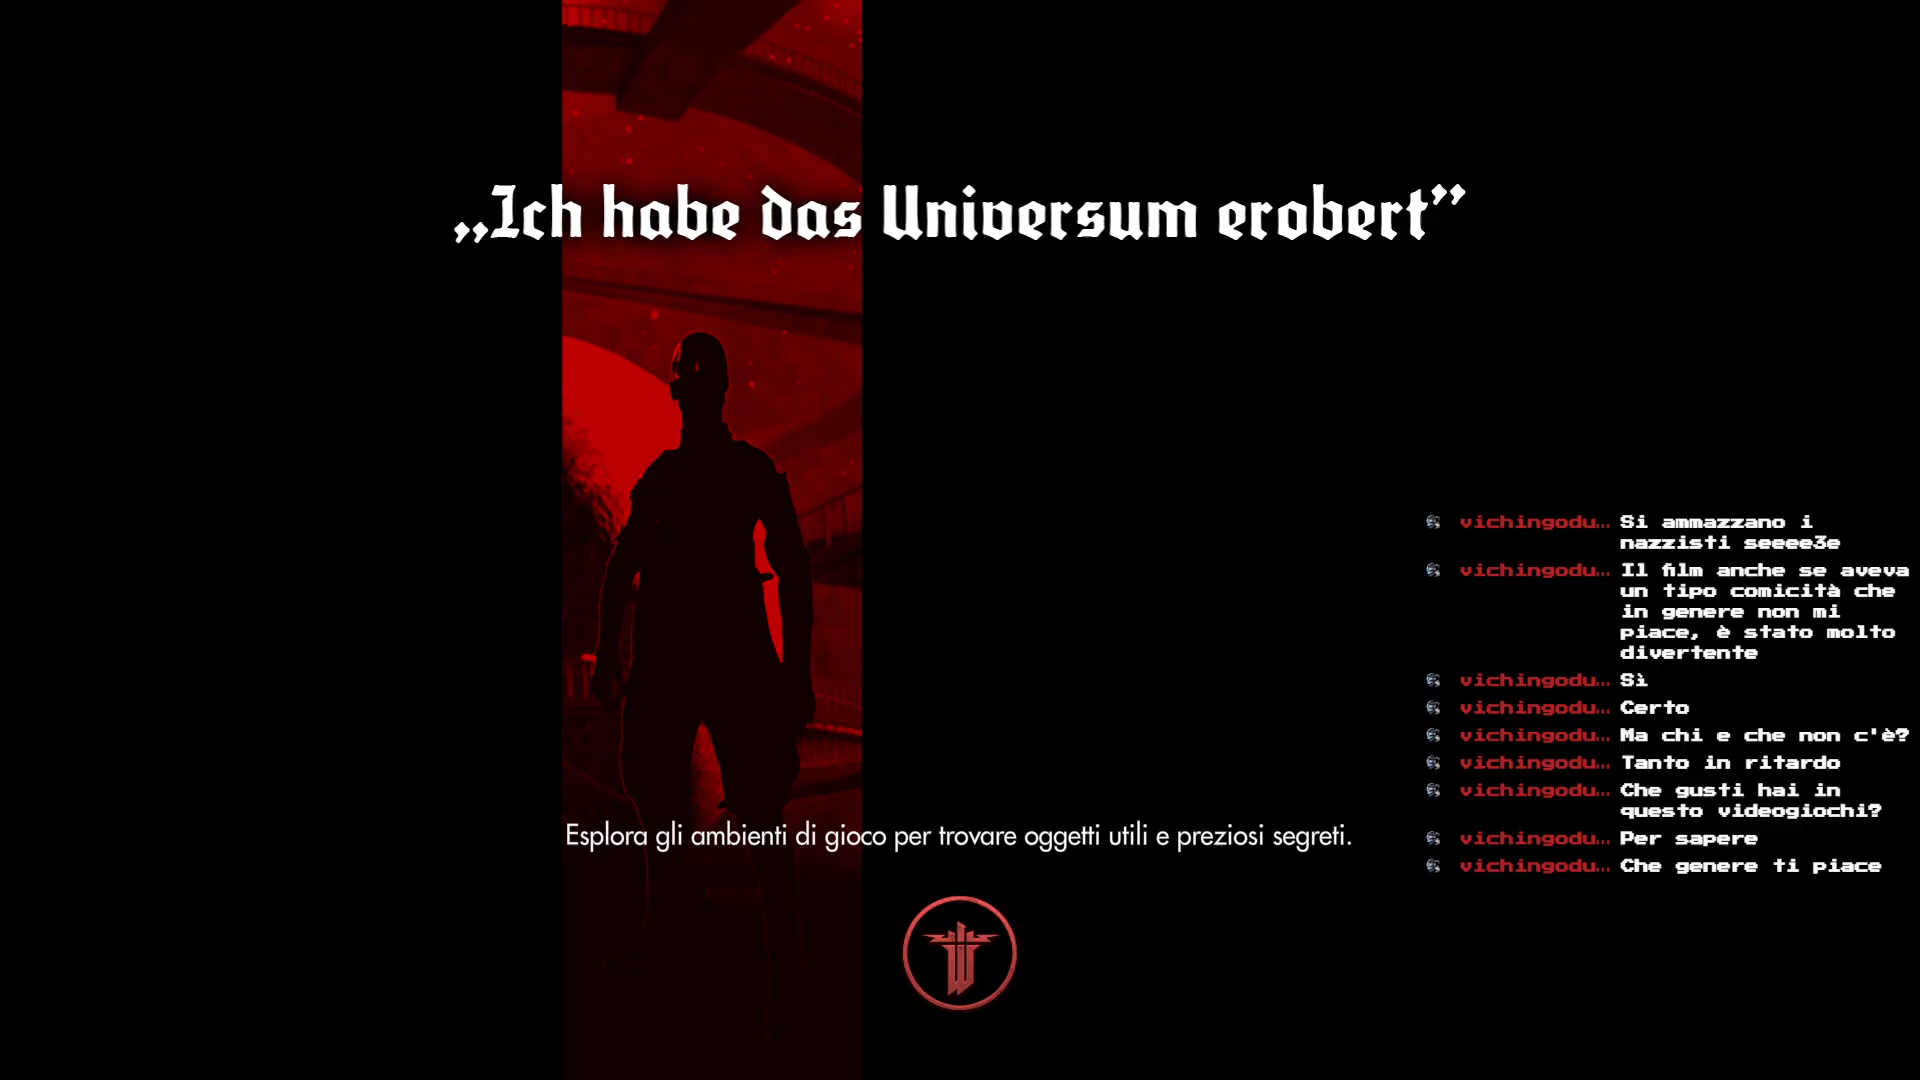 „Ich habe das Universum erobert”
vichingodu... Si ammazzano i
nazzisti seeee3e
vichingodu... Il film anche se aveva
un tipo comicità che
in genere non mi
piace, è stato molto
divertente
vichingodu... Sì
vichingodu... Certo
vichingodu... Ma chi e che non c'è?
vichingodu... Tanto in ritardo
vichingodu... Che gusti hai in
questo videogiochi?
vichingodu... Per sapere
vichingodu... Che genere ti piace
Esplora gli ambienti di gioco per trovare oggetti utili e preziosi segreti.